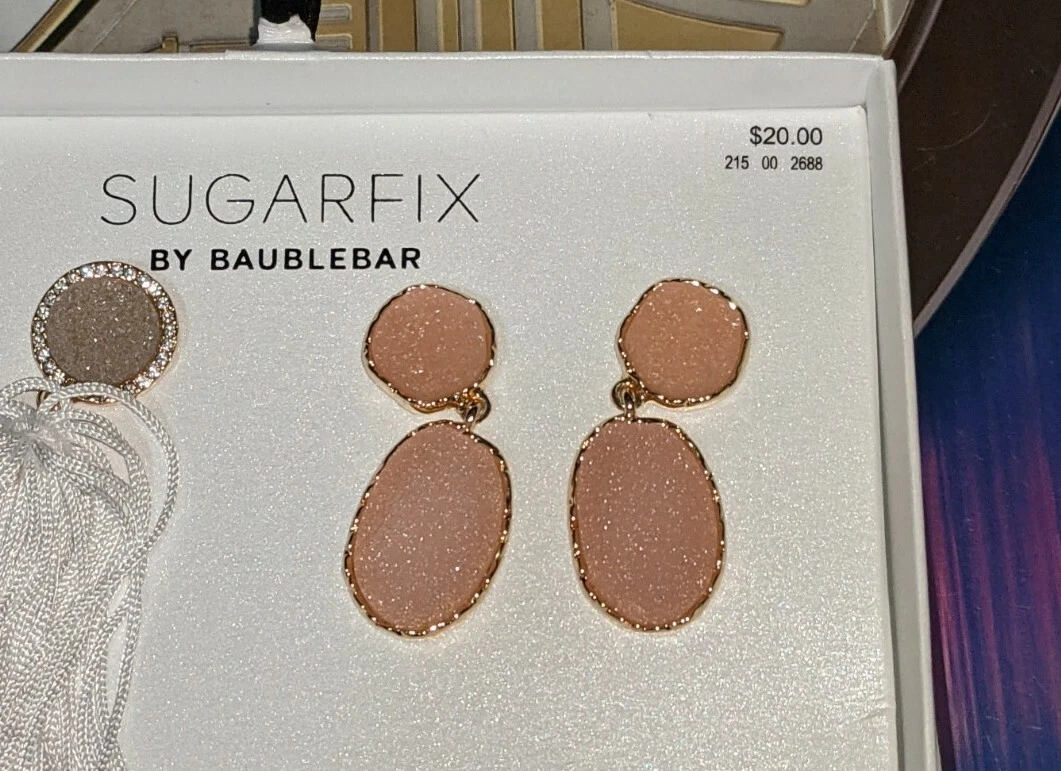 $20.00
215 00 2688
SUGARFIX
BY BAUBLEBAR